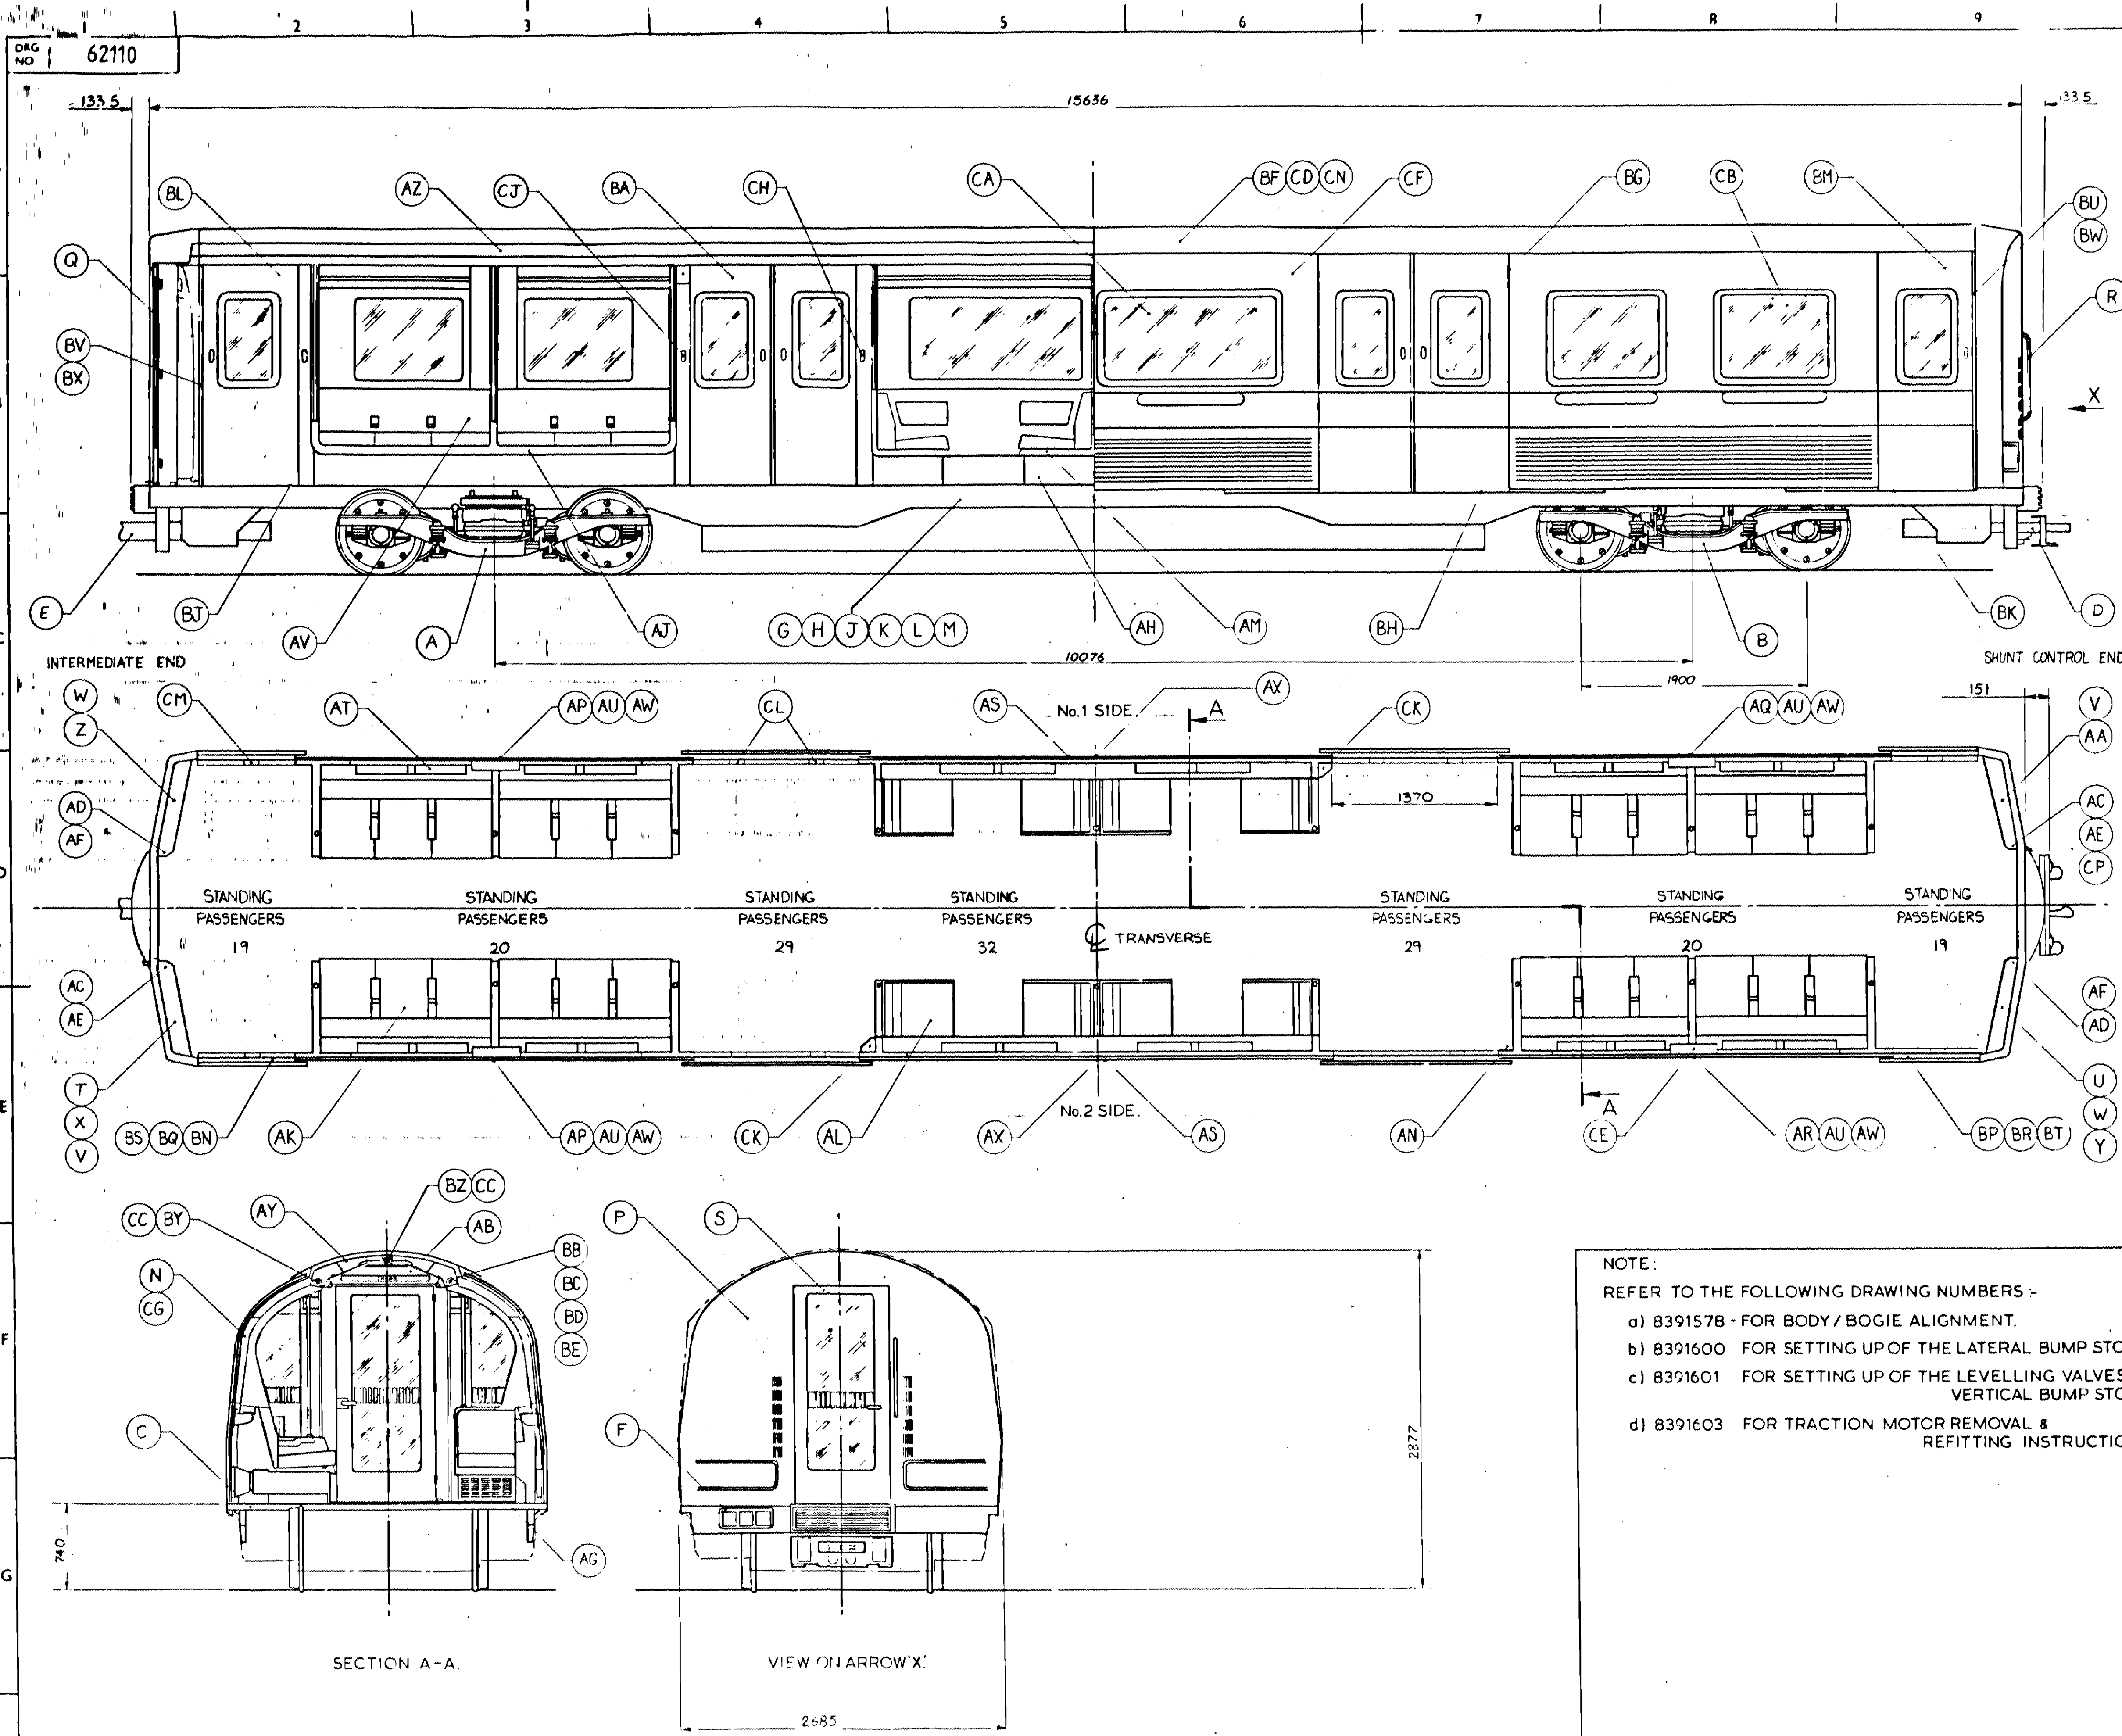 2 3 4 5 6 7 8 9
DRG NO 62110
133.5 15636 133.5
BL AZ CJ BA CH CA BF CD CN CF BG CB BM
BU
BW
Q
R
BV
BX
X
E BJ AV A AJ G H J K L M AH AM BH B BK D
INTERMEDIATE END
10076
1900
SHUNT CONTROL END
151
W
Z
CM AT AP AU AW CL AS No.1 SIDE. AX A CK AQ AU AW
V
AA
AD
AF
1370
AC
AE
CP
STANDING PASSENGERS 19
STANDING PASSENGERS 20
STANDING PASSENGERS 29
STANDING PASSENGERS 32
℄ TRANSVERSE
STANDING PASSENGERS 29
STANDING PASSENGERS 20
STANDING PASSENGERS 19
AC
AE
AF
AD
T
X
V
BS BQ BN AK AP AU AW CK AL AX No.2 SIDE. AS AN CE A AR AU AW BP BR BT
U
W
Y
D
E
F
G
BZ CC
CC BY AY AB
N
CG
BB
BC
BD
BE
C
AG
740
SECTION A-A.
P S
F
2877
VIEW ON ARROW 'X'.
2685
NOTE:
REFER TO THE FOLLOWING DRAWING NUMBERS :-
a) 8391578 - FOR BODY / BOGIE ALIGNMENT.
b) 8391600 FOR SETTING UP OF THE LATERAL BUMP STO
c) 8391601 FOR SETTING UP OF THE LEVELLING VALVES
VERTICAL BUMP STO
d) 8391603 FOR TRACTION MOTOR REMOVAL &
REFITTING INSTRUCTIO